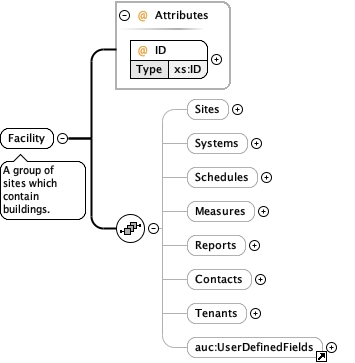 @ Attributes
@ ID
Type xs:ID
Facility
A group of
sites which
contain
buildings.
Sites
Systems
Schedules
Measures
Reports
Contacts
Tenants
auc:UserDefinedFields